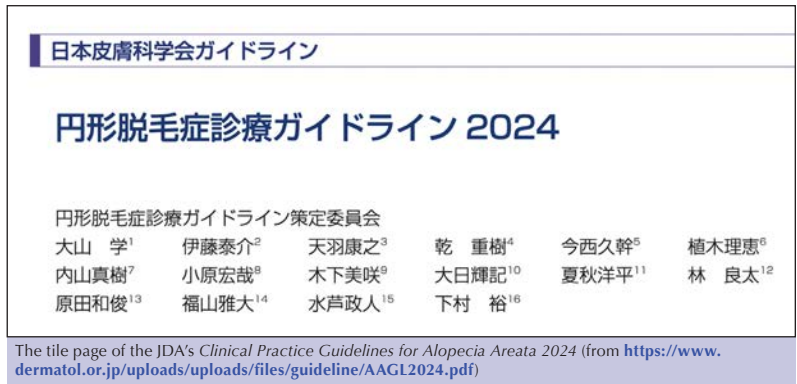 日本皮膚科学会ガイドライン
円形脱毛症診療ガイドライン 2024
円形脱毛症診療ガイドライン策定委員会
大山 学1 伊藤泰介2 天羽康之3 乾 重樹4 今西久幹5 植木理恵6
内山真樹7 小原宏哉8 木下美咲9 大日輝記10 夏秋洋平11 林 良太12
原田和俊13 福山雅大14 水芦政人15 下村 裕16
The tile page of the JDA's Clinical Practice Guidelines for Alopecia Areata 2024 (from https://www.
dermatol.or.jp/uploads/uploads/files/guideline/AAGL2024.pdf)